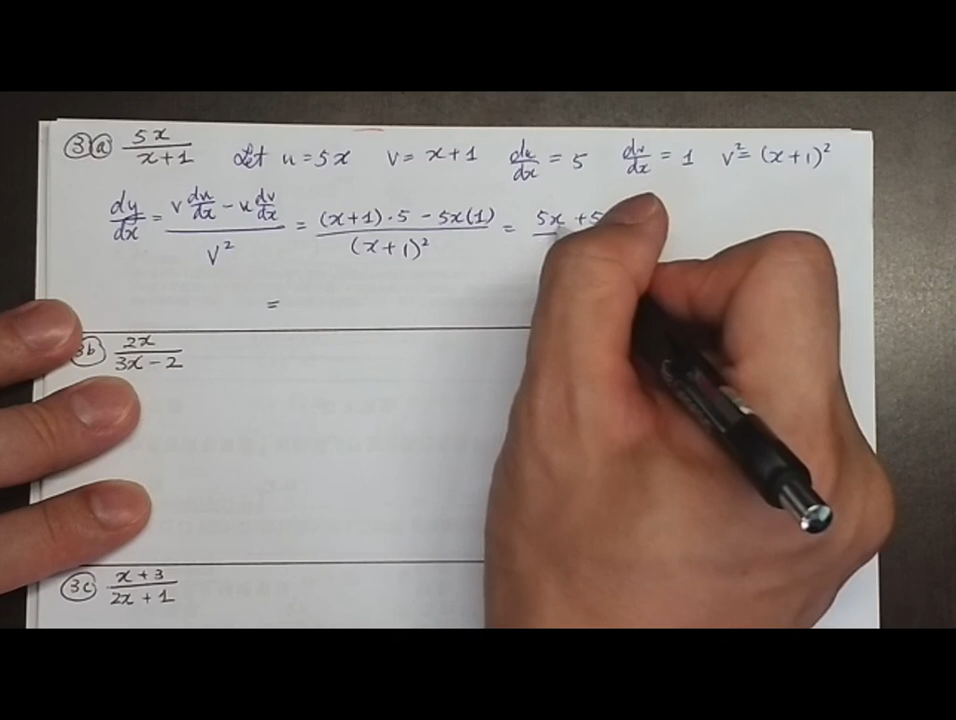 3a 5x/(x+1) Let u = 5x v = x+1 du/dx = 5 dv/dx = 1 v² = (x+1)²
dy/dx = (v du/dx − u dv/dx)/v² = ((x+1)·5 − 5x(1))/(x+1)² = 5x + 5
=
3b 2x/(3x−2)
3c (x+3)/(2x+1)